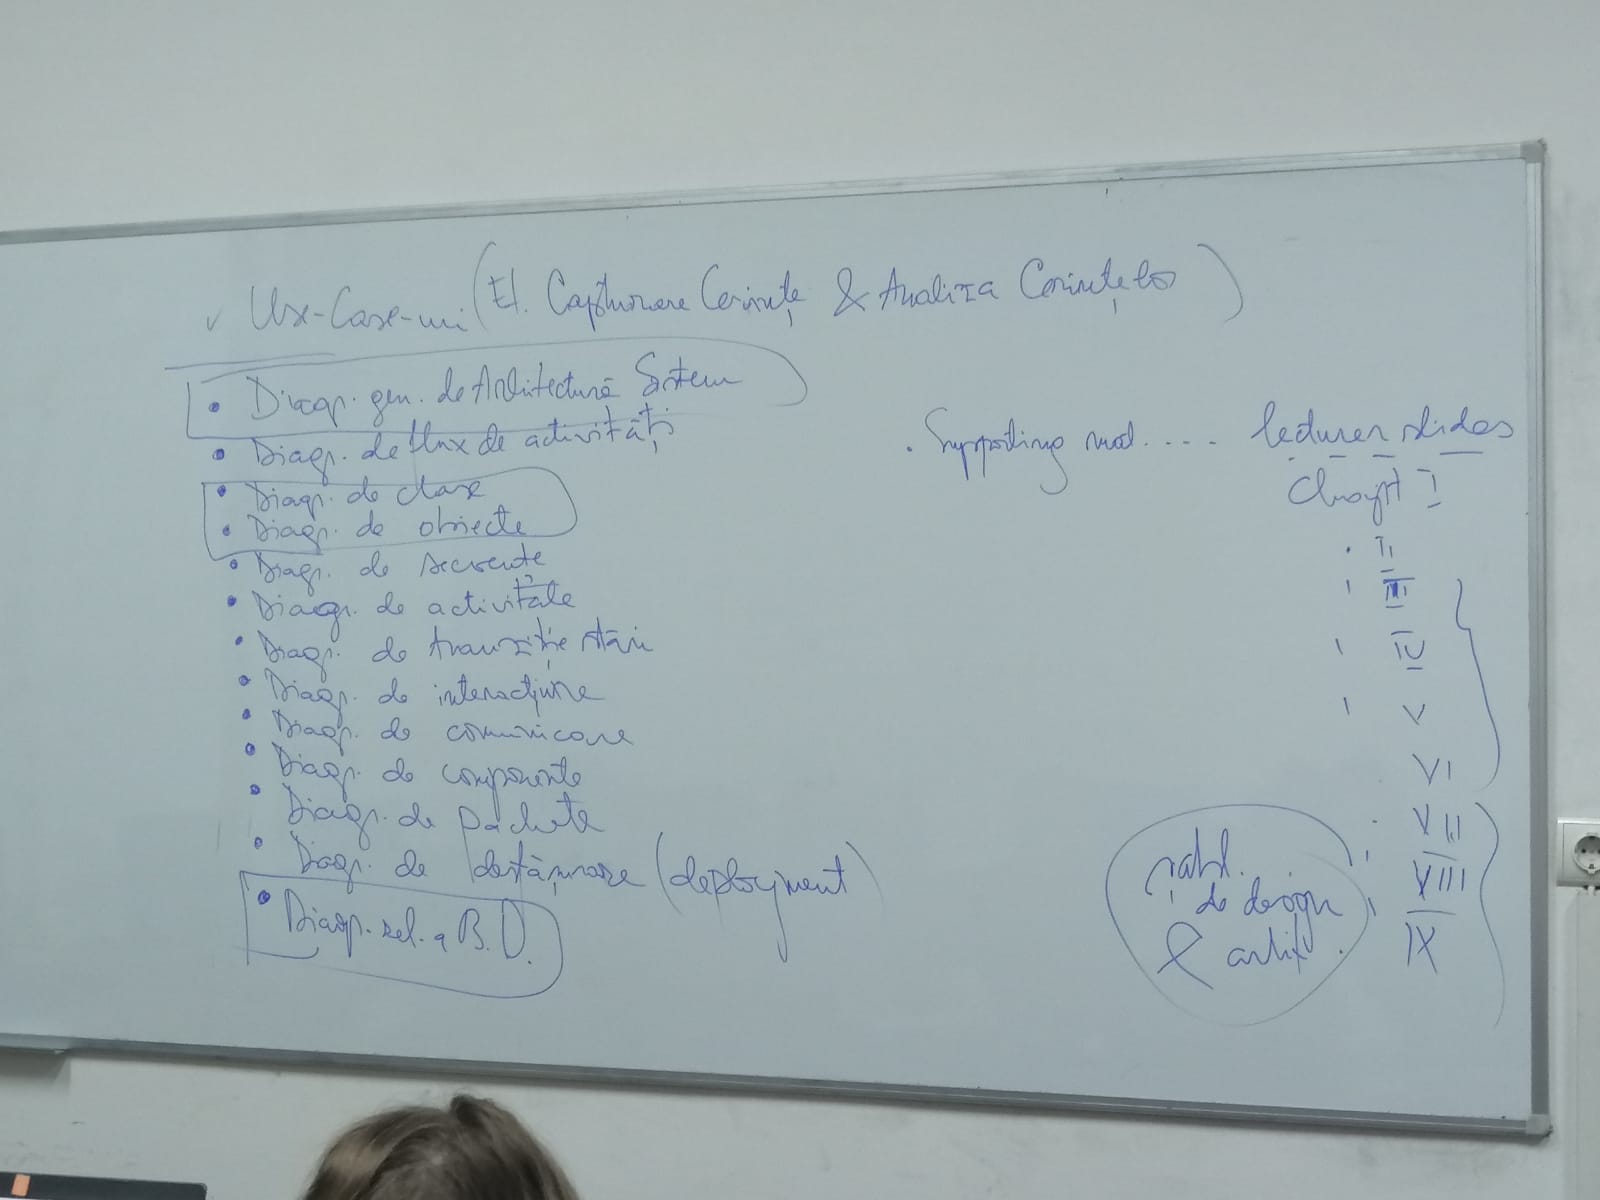 ✓ Use-Case-uri (Et. Capturare Cerințe & Analiza Cerințelor)
• Diagr. gen. de Arhitectură Sistem
• Diagr. de flux de activități
• Diagr. de clase
• Diagr. de obiecte
• Diagr. de secvente
• Diagr. de activitate
• Diagr. de tranziție stări
• Diagr. de interacțiune
• Diagr. de comunicare
• Diagr. de componente
• Diagr. de pachete
• Diagr. de desfășurare (deployment)
• Diagr. rel. a B.D.
• Supporting mat.... lecturer slides
Chapt I
• II
III
IV
V
VI
VII
VIII
IX
de design
&